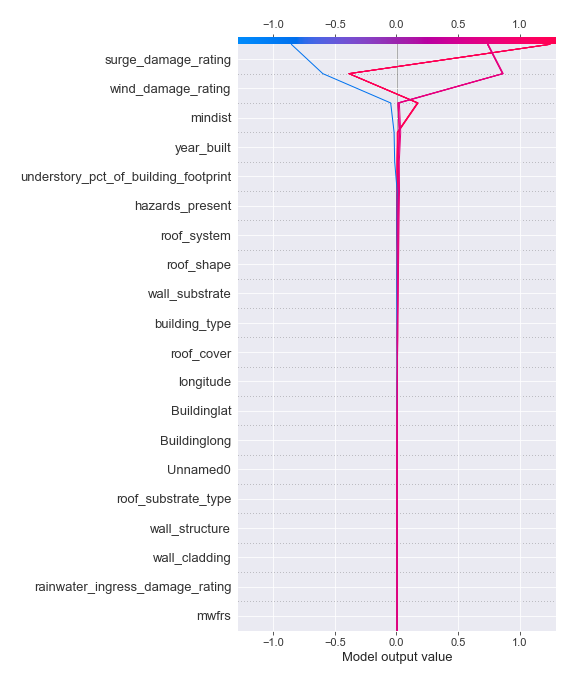 −1.0 −0.5 0.0 0.5 1.0
surge_damage_rating
wind_damage_rating
mindist
year_built
understory_pct_of_building_footprint
hazards_present
roof_system
roof_shape
wall_substrate
building_type
roof_cover
longitude
Buildinglat
Buildinglong
Unnamed0
roof_substrate_type
wall_structure
wall_cladding
rainwater_ingress_damage_rating
mwfrs
−1.0 −0.5 0.0 0.5 1.0
Model output value